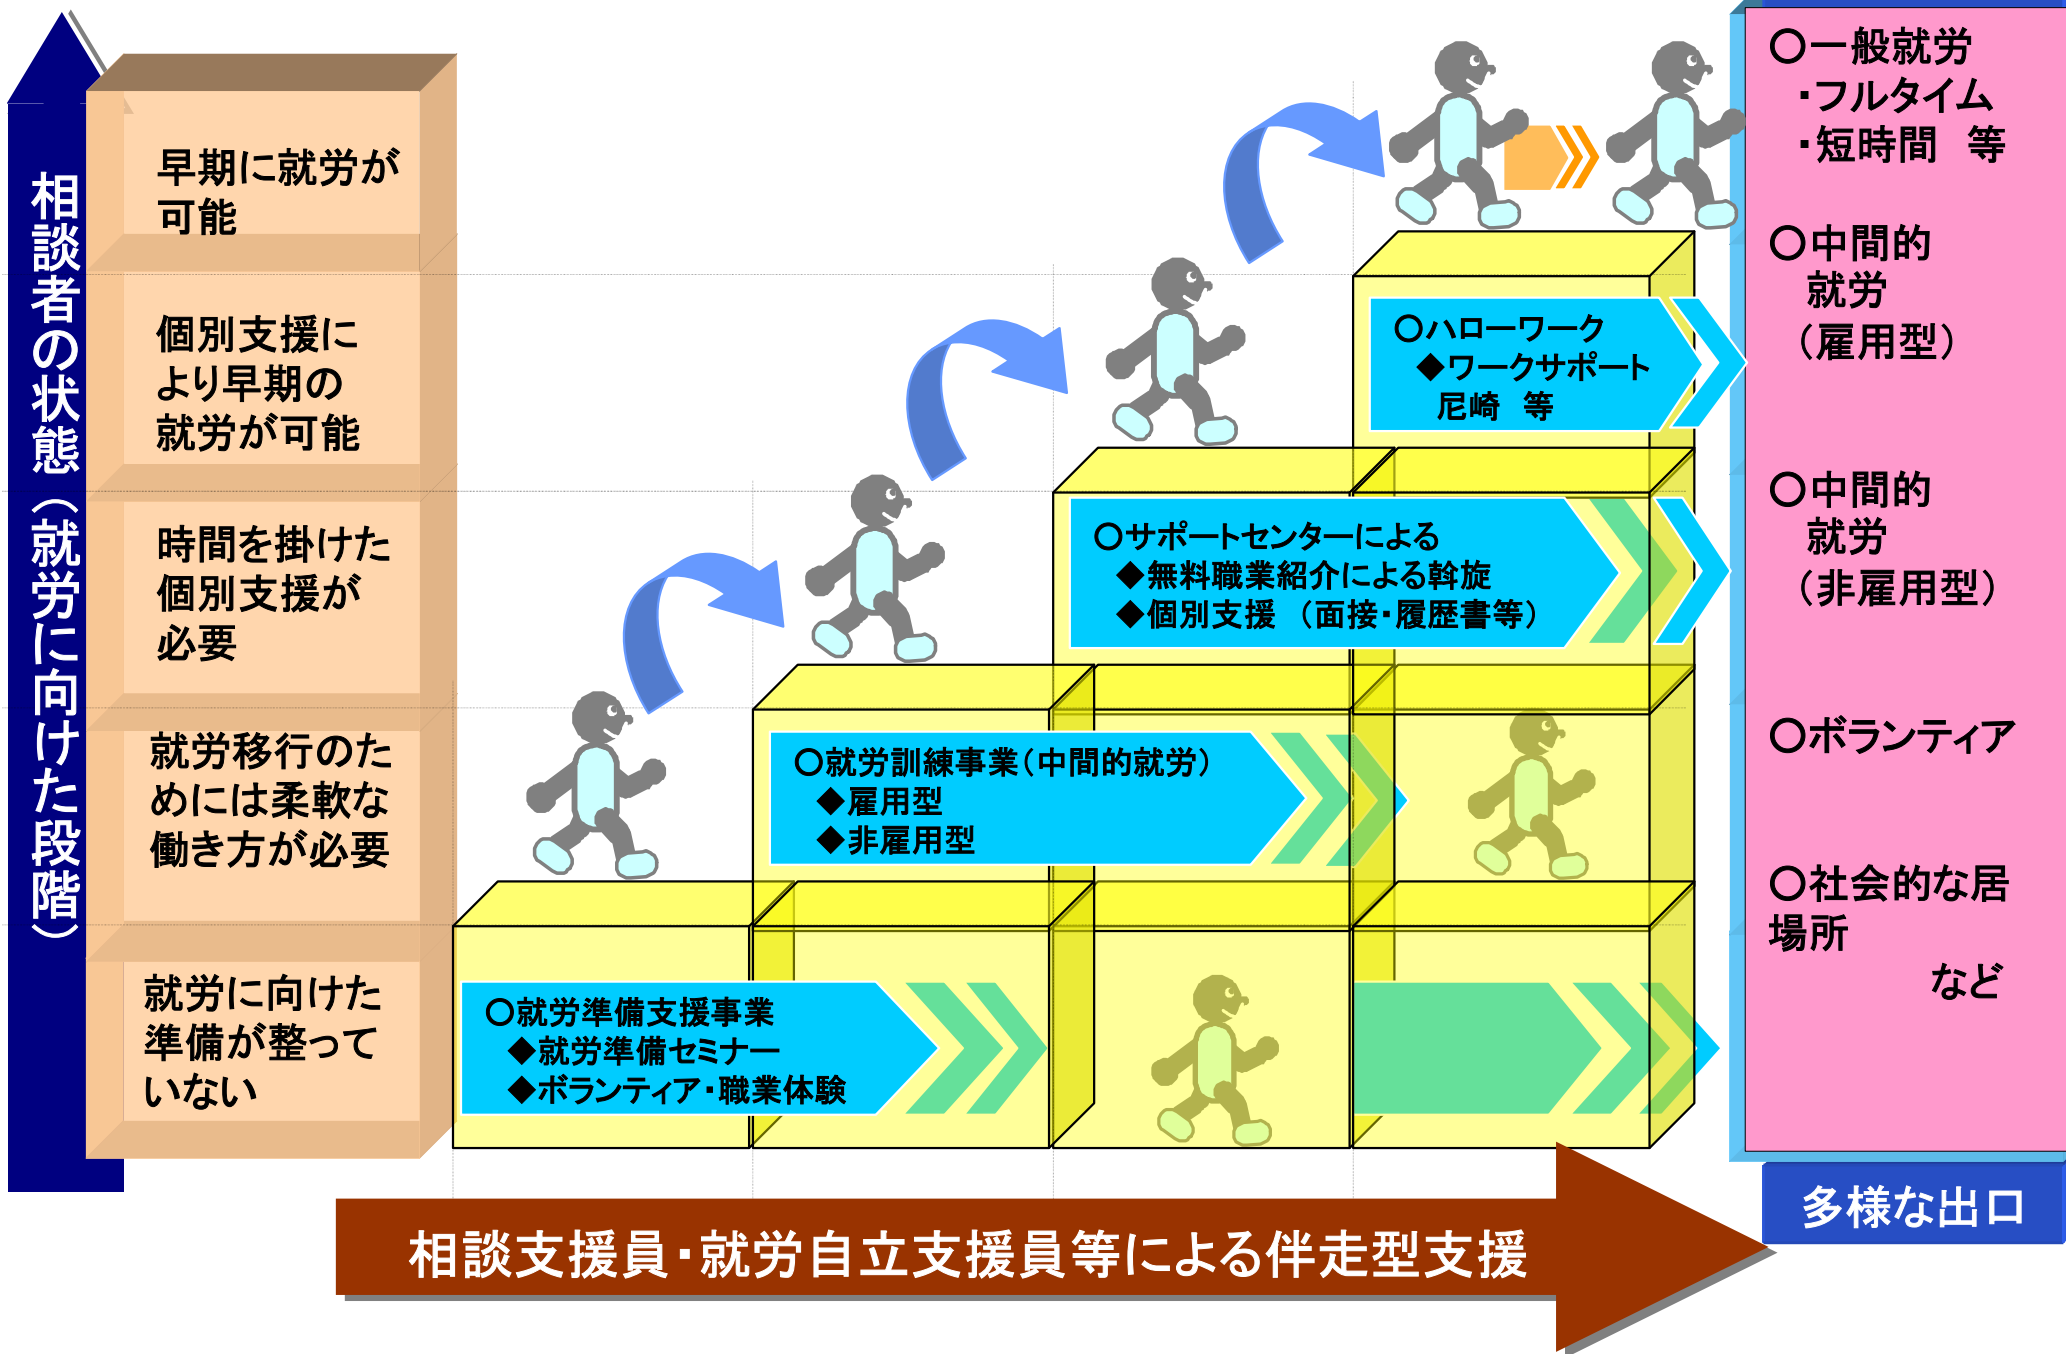 相談者の状態（就労に向けた段階）
早期に就労が
可能
個別支援に
より早期の
就労が可能
時間を掛けた
個別支援が
必要
就労移行のた
めには柔軟な
働き方が必要
就労に向けた
準備が整って
いない
〇ハローワーク
◆ワークサポート
尼崎　等
〇サポートセンターによる
◆無料職業紹介による斡旋
◆個別支援　（面接・履歴書等）
〇就労訓練事業（中間的就労）
◆雇用型
◆非雇用型
〇就労準備支援事業
◆就労準備セミナー
◆ボランティア・職業体験
〇一般就労
・フルタイム
・短時間　等
〇中間的
就労
（雇用型）
〇中間的
就労
（非雇用型）
〇ボランティア
〇社会的な居
場所
など
多様な出口
相談支援員・就労自立支援員等による伴走型支援